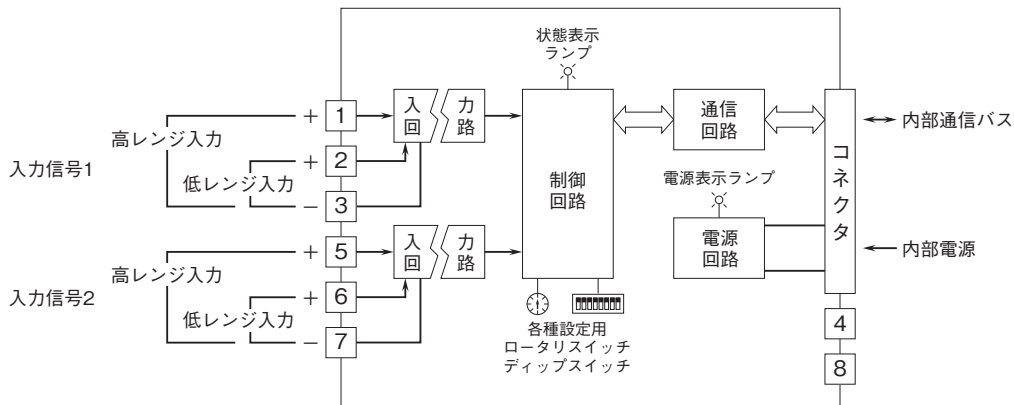 状態表示
ランプ
入力信号1
高レンジ入力
低レンジ入力
+ 1
+ 2
− 3
入 力
回 路
制御
回路
通信
回路
コネクタ
内部通信バス
電源表示ランプ
電源
回路
内部電源
入力信号2
高レンジ入力
低レンジ入力
+ 5
+ 6
− 7
入 力
回 路
各種設定用
ロータリスイッチ
ディップスイッチ
4
8